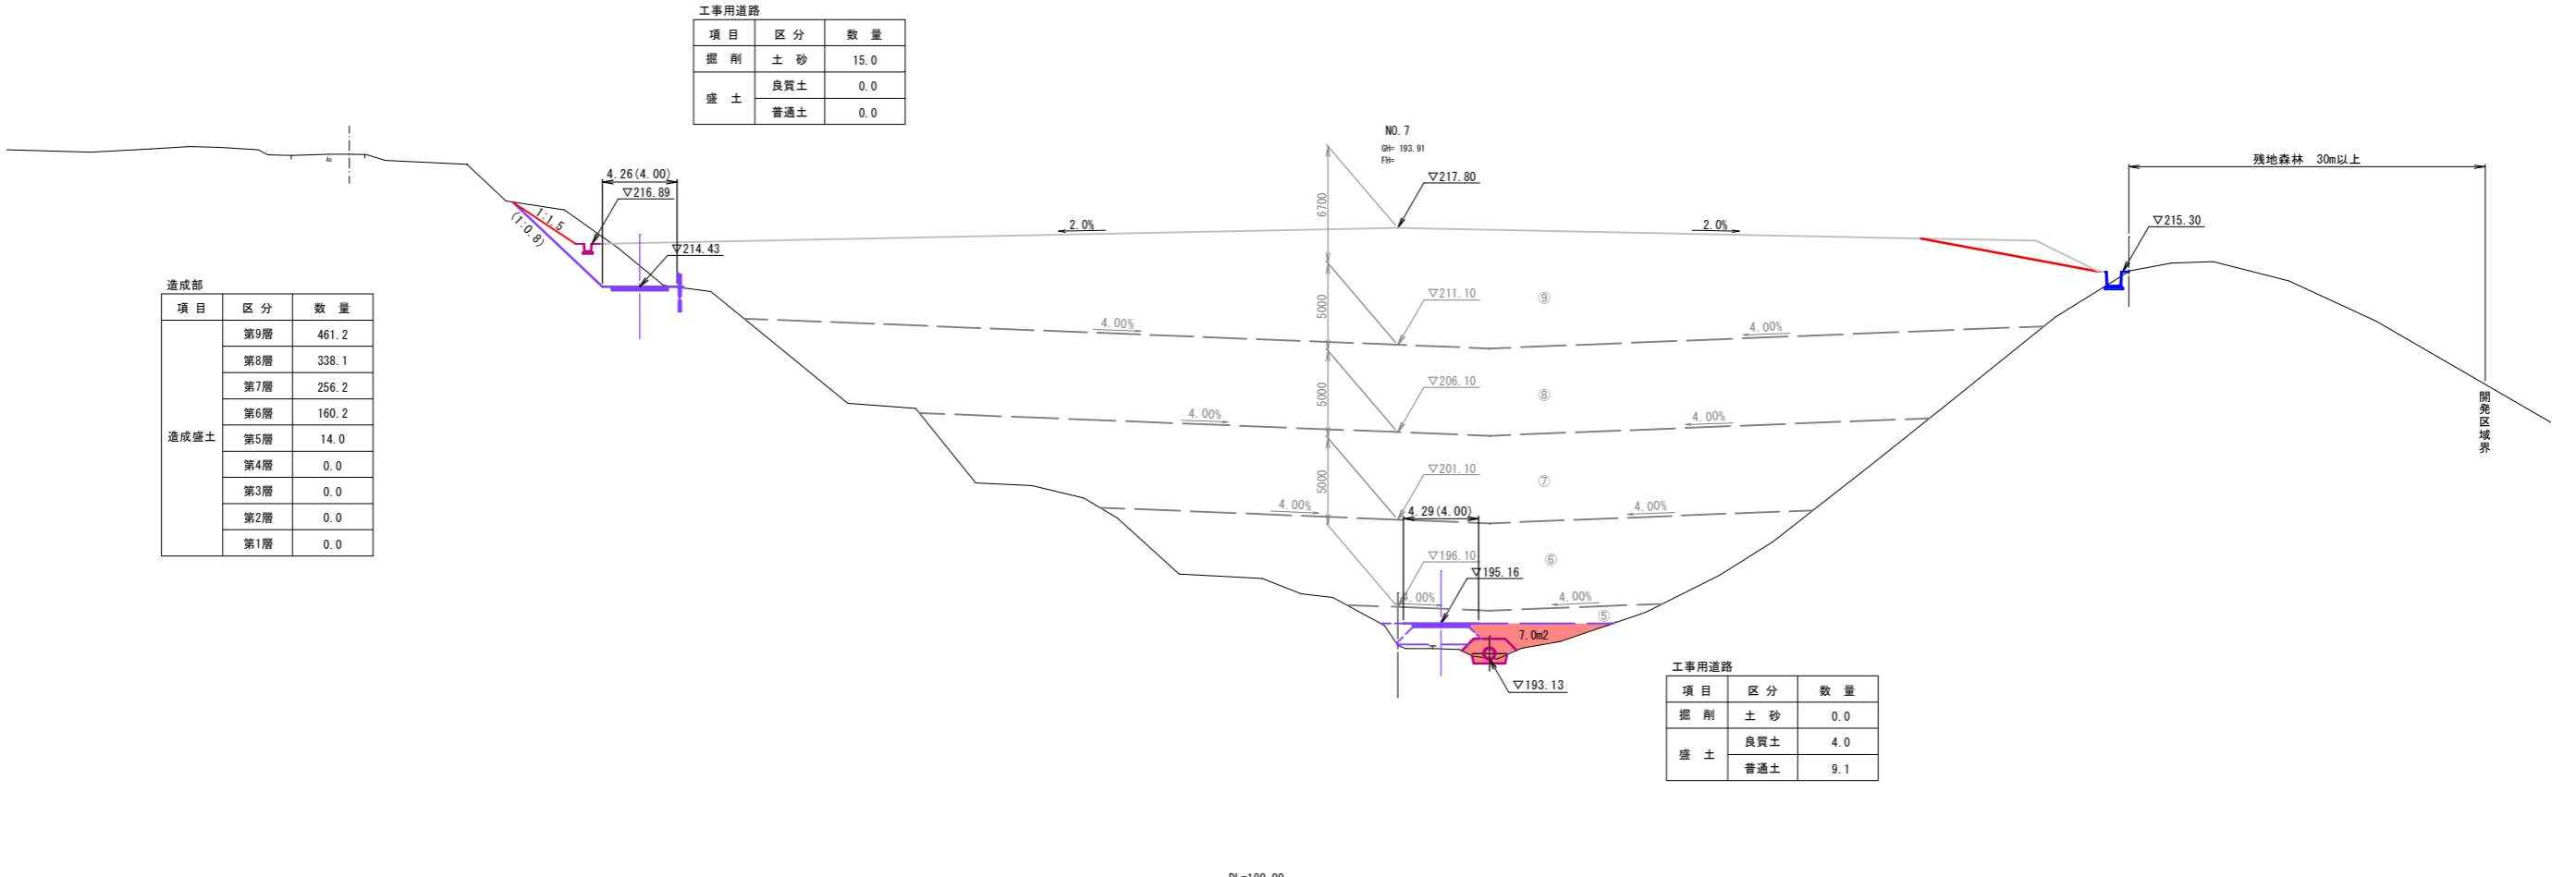 工事用道路
項 目 区 分 数 量
掘 削 土 砂 15.0
盛 土 良質土 0.0
普通土 0.0
NO.7
GH= 193.91
FH=
残地森林 30m以上
4.26(4.00)
▽216.89
▽217.80
▽215.30
1:1.5
(1:0.8)
6700
2.0%
2.0%
▽214.43
造成部
項 目 区 分 数 量
造成盛土
第9層 461.2
第8層 338.1
第7層 256.2
第6層 160.2
第5層 14.0
第4層 0.0
第3層 0.0
第2層 0.0
第1層 0.0
5000
▽211.10
⑨
4.00%
4.00%
5000
▽206.10
⑧
4.00%
4.00%
開発区域界
5000
▽201.10
⑦
4.00%
4.00%
4.29(4.00)
▽196.10
⑥
▽195.16
4.00%
4.00%
⑤
7.0m2
▽193.13
工事用道路
項 目 区 分 数 量
掘 削 土 砂 0.0
盛 土 良質土 4.0
普通土 9.1